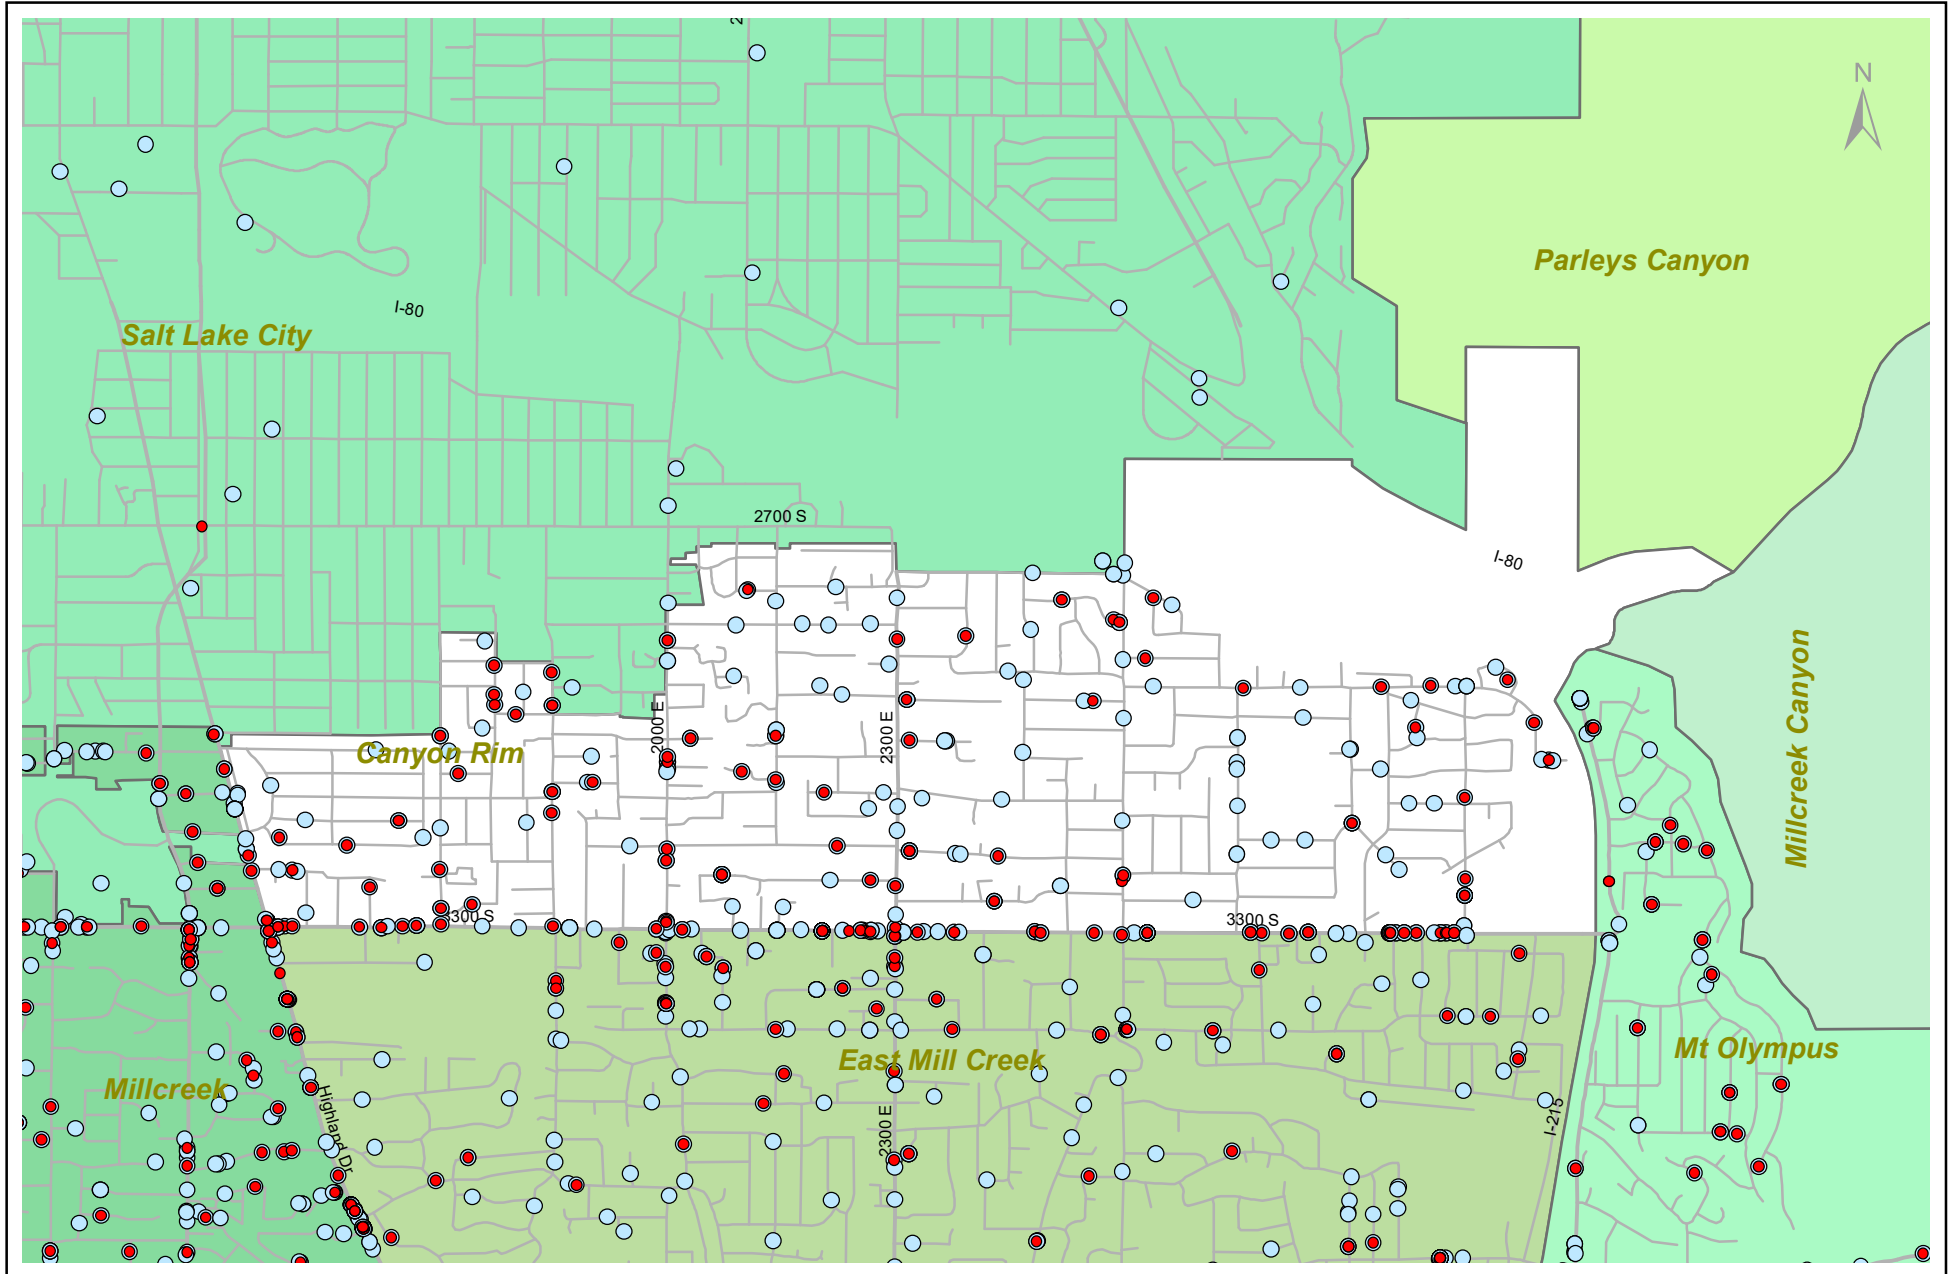 N
Parleys Canyon
I-80
Salt Lake City
2700 S
I-80
Millcreek Canyon
2000 E
2300 E
Canyon Rim
3300 S
East Mill Creek
Mt Olympus
Millcreek
Highland Dr
2300 E
I-215